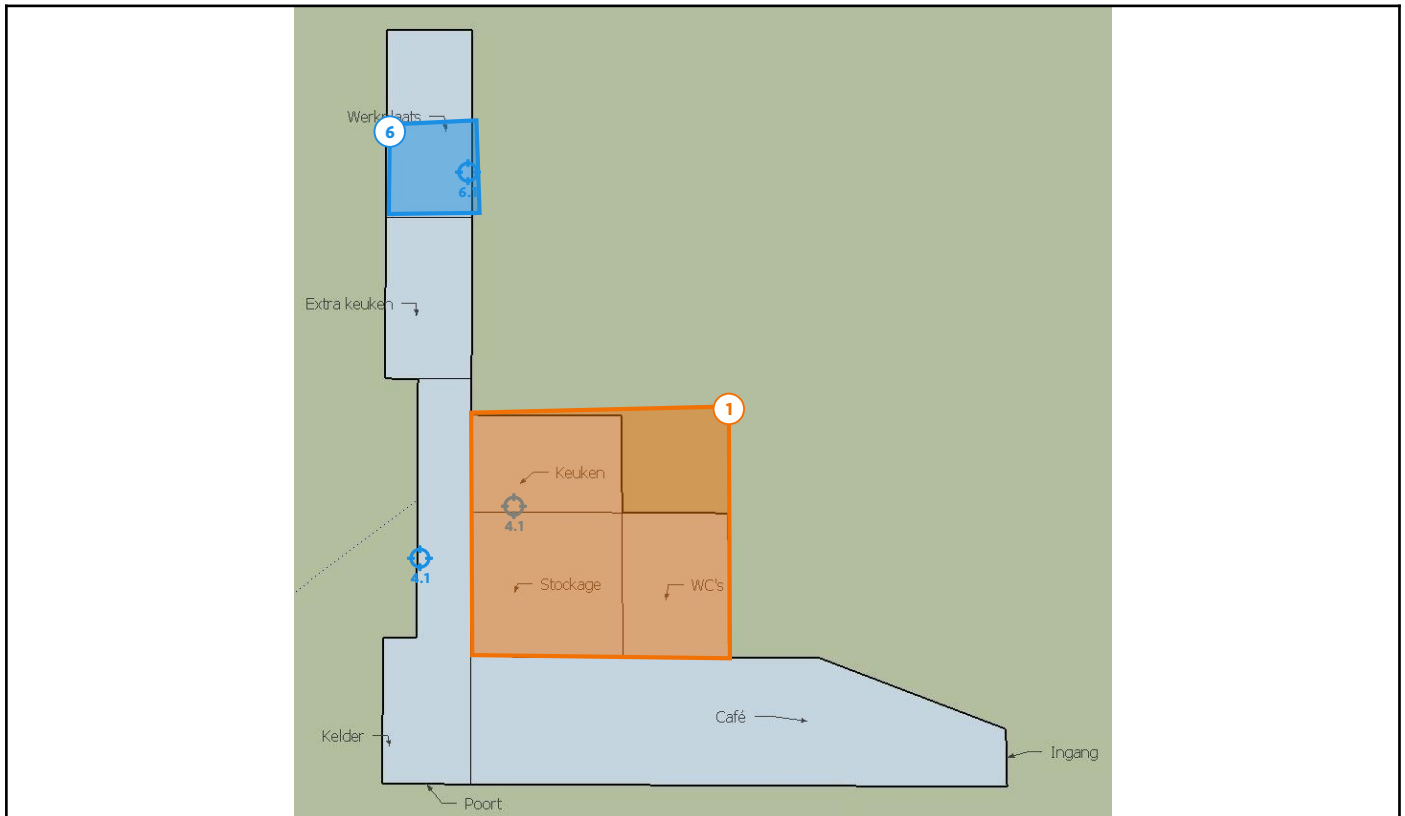 Werkplaats
6
6.1
Extra keuken
1
Keuken
4.1
4.1
Stockage
WC's
Café
Kelder
Ingang
Poort